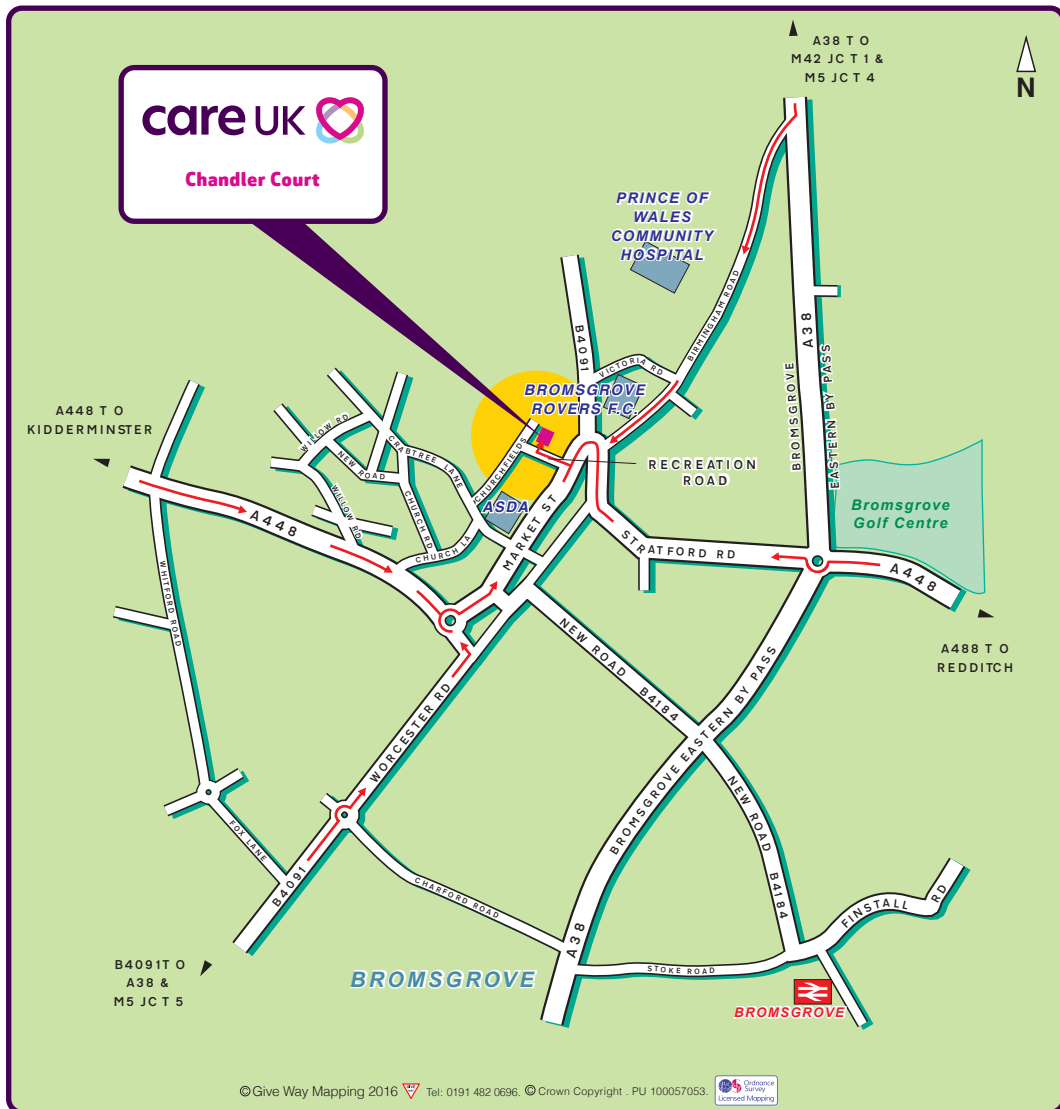 A38 TO
M42 JCT 1 &
M5 JCT 4
N
care UK
Chandler Court
PRINCE OF
WALES
COMMUNITY
HOSPITAL
BIRMINGHAM ROAD
A38
BROMSGROVE
EASTERN BY PASS
B4091
VICTORIA RD
BROMSGROVE
ROVERS F.C.
A448 TO
KIDDERMINSTER
WILLOW RD
NEW ROAD
CRABTREE LANE
CHURCHFIELDS
RECREATION
ROAD
WILLOW RD
CHURCH RD
ASDA
CHURCH LA
MARKET ST
A448
STRATFORD RD
Bromsgrove
Golf Centre
A448
WHITFORD ROAD
A488 TO
REDDITCH
NEW ROAD B4184
WORCESTER RD
BROMSGROVE EASTERN BY PASS
NEW ROAD B4184
FOX LANE
B4091
CHARFORD ROAD
FINSTALL RD
A38
STOKE ROAD
B4091 TO
A38 &
M5 JCT 5
BROMSGROVE
BROMSGROVE
© Give Way Mapping 2016 Tel: 0191 482 0696. © Crown Copyright . PU 100057053.
Ordnance
Survey
Licensed Mapping